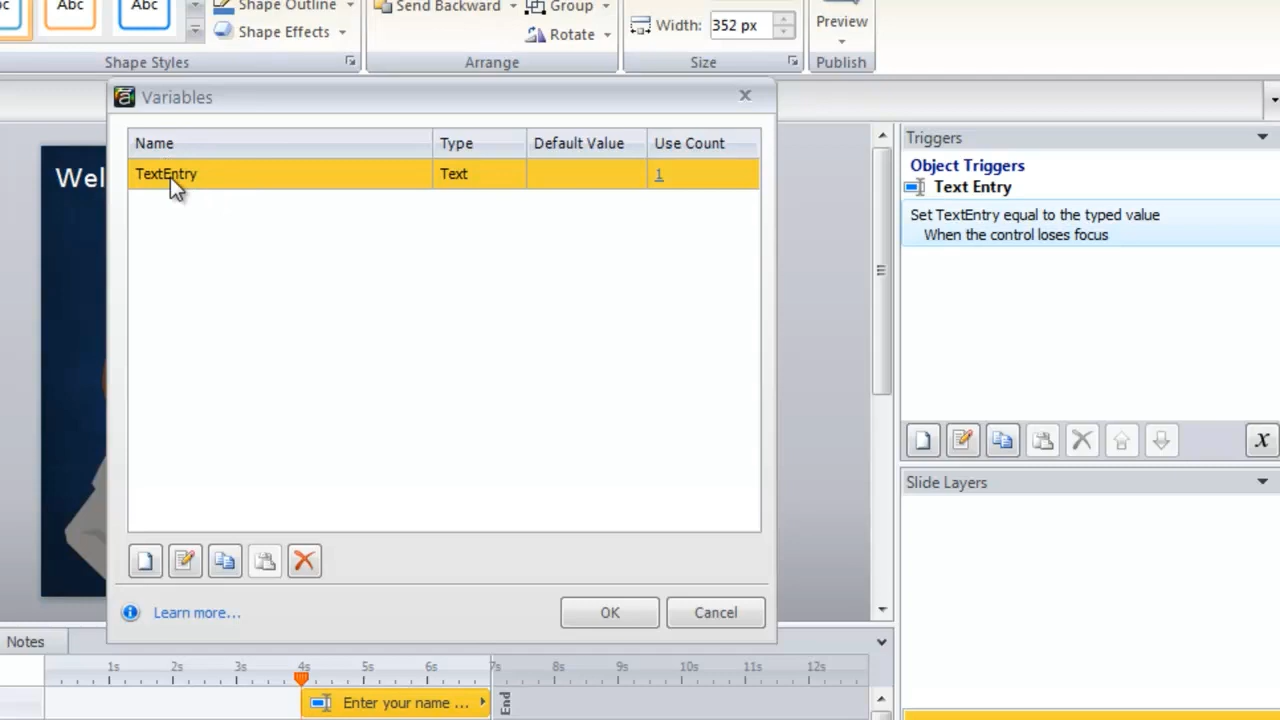 Abc Abc Shape Outline
Shape Effects
Send Backward Group
Rotate
Width: 352 px
Preview
Shape Styles Arrange Size Publish
Variables
Name Type Default Value Use Count
TextEntry Text 1
Learn more...
OK Cancel
Wel
Triggers
Object Triggers
Text Entry
Set TextEntry equal to the typed value
When the control loses focus
x
Slide Layers
Notes
1s 2s 3s 4s 5s 6s 7s 8s 9s 10s 11s 12s
Enter your name ... End